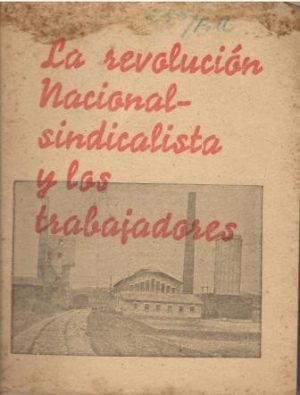 La revolución
Nacional-
sindicalista
y los
trabajadores